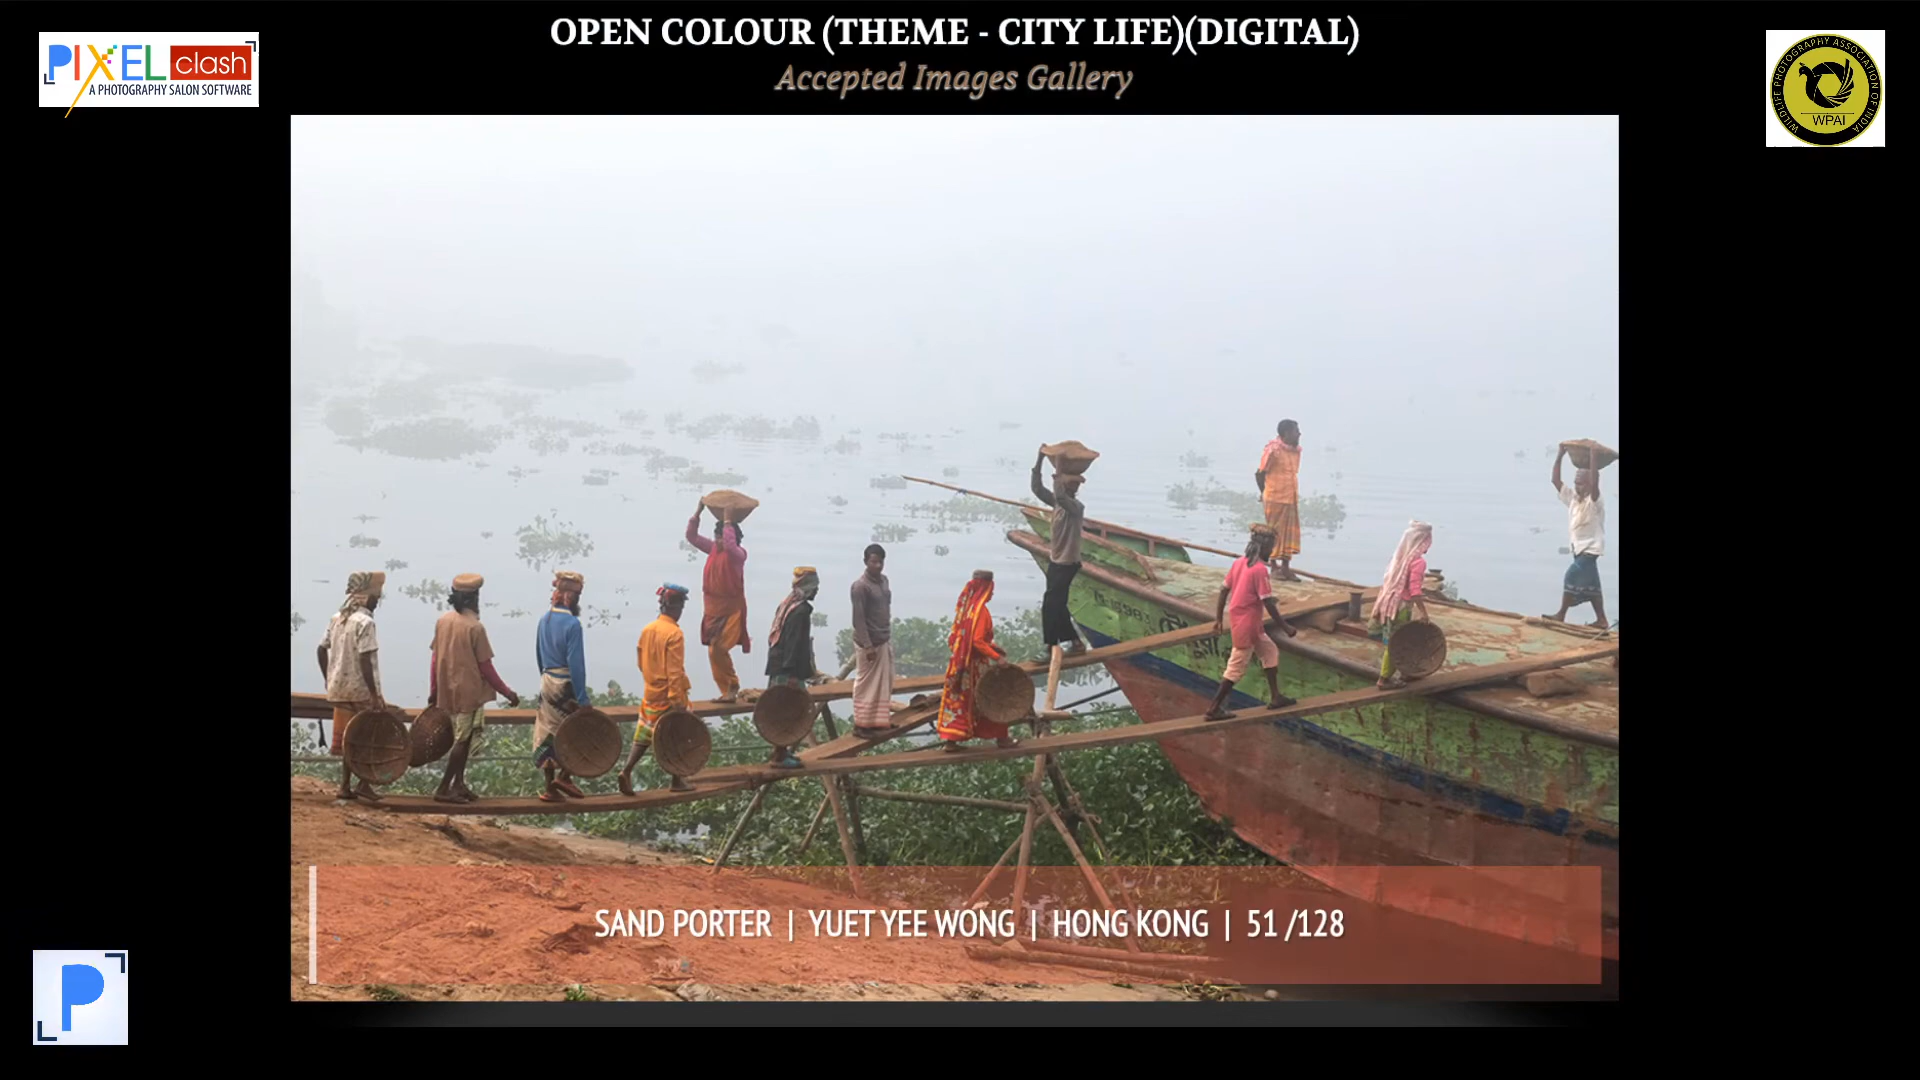 OPEN COLOUR (THEME - CITY LIFE)(DIGITAL)
Accepted Images Gallery
PIXEL clash
A PHOTOGRAPHY SALON SOFTWARE
WILDLIFE PHOTOGRAPHY ASSOCIATION OF INDIA
WPAI
SAND PORTER | YUET YEE WONG | HONG KONG | 51 /128
P